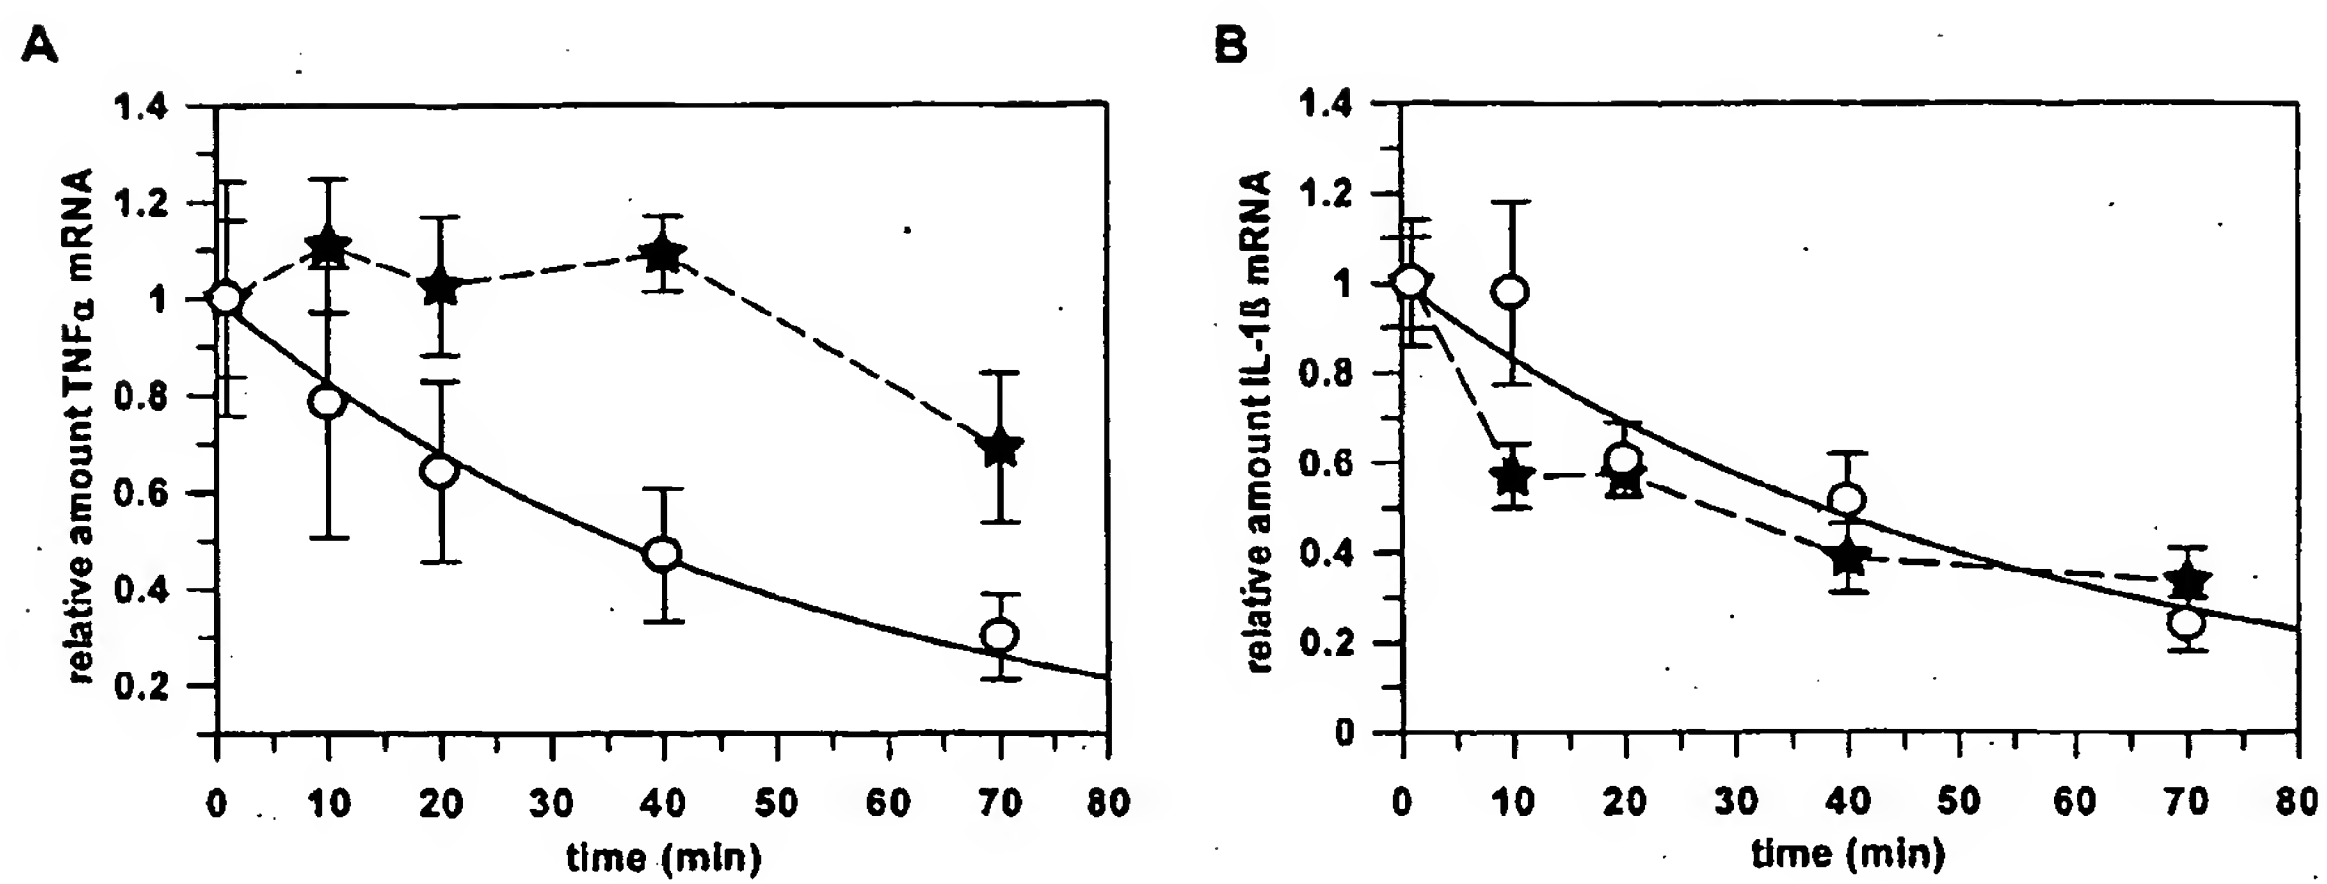 A
relative amount TNFα mRNA
1.4
1.2
1
0.8
0.6
0.4
0.2
0 10 20 30 40 50 60 70 80
time (min)
B
relative amount IL-1ß mRNA
1.4
1.2
1
0.8
0.6
0.4
0.2
0
0 10 20 30 40 50 60 70 80
time (min)